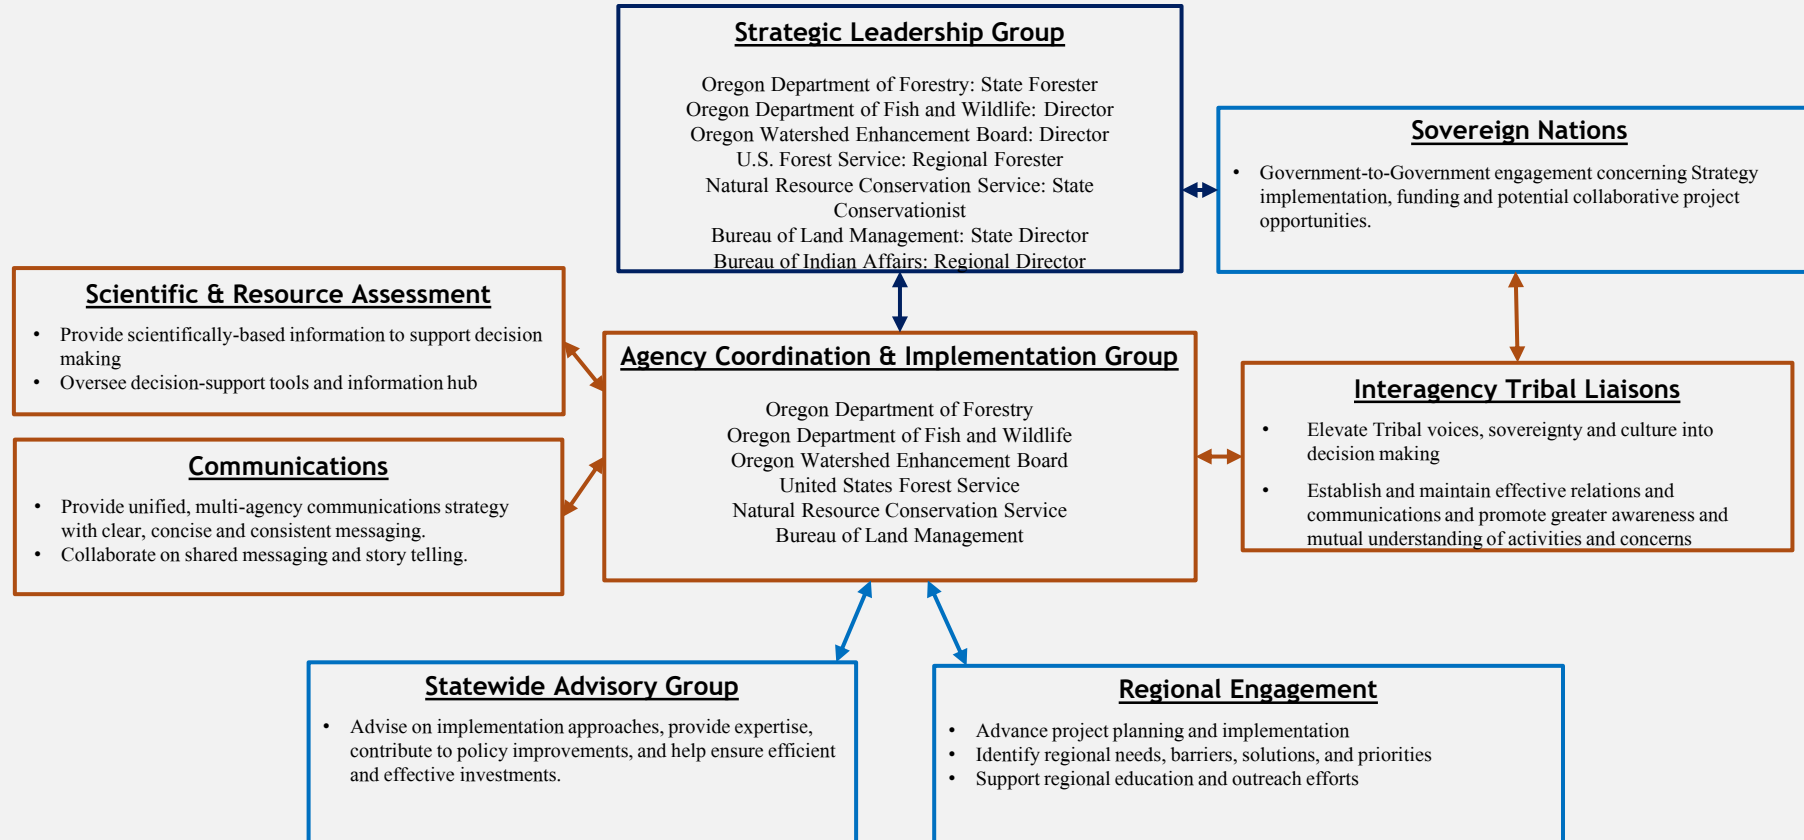 Strategic Leadership Group
Oregon Department of Forestry: State Forester
Oregon Department of Fish and Wildlife: Director
Oregon Watershed Enhancement Board: Director
U.S. Forest Service: Regional Forester
Natural Resource Conservation Service: State
Conservationist
Bureau of Land Management: State Director
Bureau of Indian Affairs: Regional Director
Sovereign Nations
• Government-to-Government engagement concerning Strategy
implementation, funding and potential collaborative project
opportunities.
Scientific & Resource Assessment
• Provide scientifically-based information to support decision
making
• Oversee decision-support tools and information hub
Agency Coordination & Implementation Group
Oregon Department of Forestry
Oregon Department of Fish and Wildlife
Oregon Watershed Enhancement Board
United States Forest Service
Natural Resource Conservation Service
Bureau of Land Management
Interagency Tribal Liaisons
• Elevate Tribal voices, sovereignty and culture into
decision making
• Establish and maintain effective relations and
communications and promote greater awareness and
mutual understanding of activities and concerns
Communications
• Provide unified, multi-agency communications strategy
with clear, concise and consistent messaging.
• Collaborate on shared messaging and story telling.
Statewide Advisory Group
• Advise on implementation approaches, provide expertise,
contribute to policy improvements, and help ensure efficient
and effective investments.
Regional Engagement
• Advance project planning and implementation
• Identify regional needs, barriers, solutions, and priorities
• Support regional education and outreach efforts